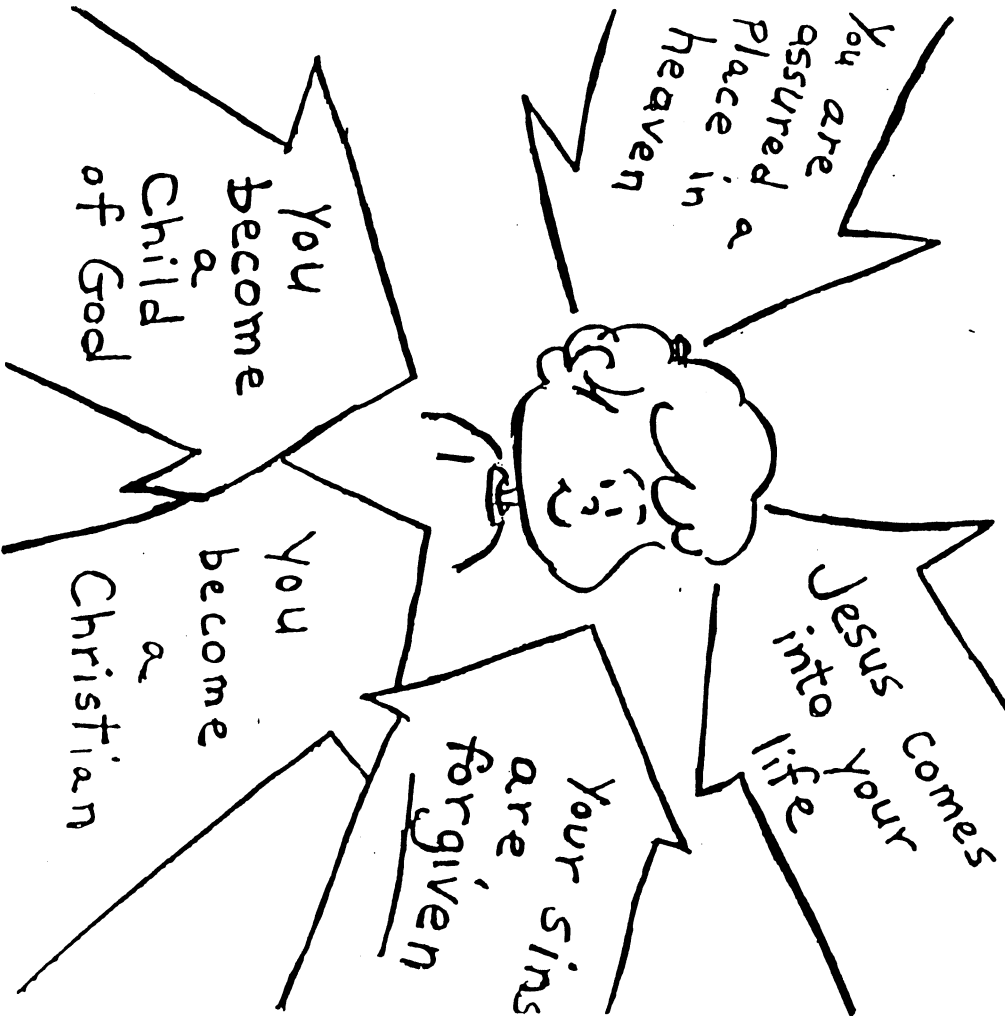 You are
assured a
Place in
heaven
Jesus comes
into your
life
Your sins
are
forgiven
You
become
a
Child
of God
You
become
a
Christian